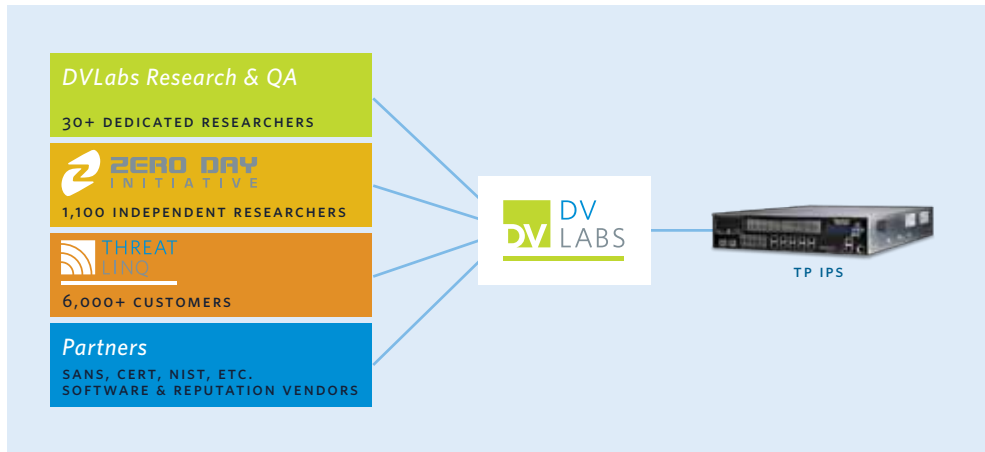 DVLabs Research & QA
30+ DEDICATED RESEARCHERS
ZERO DAY
INITIATIVE
1,100 INDEPENDENT RESEARCHERS
THREAT
LINQ
6,000+ CUSTOMERS
Partners
SANS, CERT, NIST, ETC.
SOFTWARE & REPUTATION VENDORS
DV
DV
LABS
TP IPS